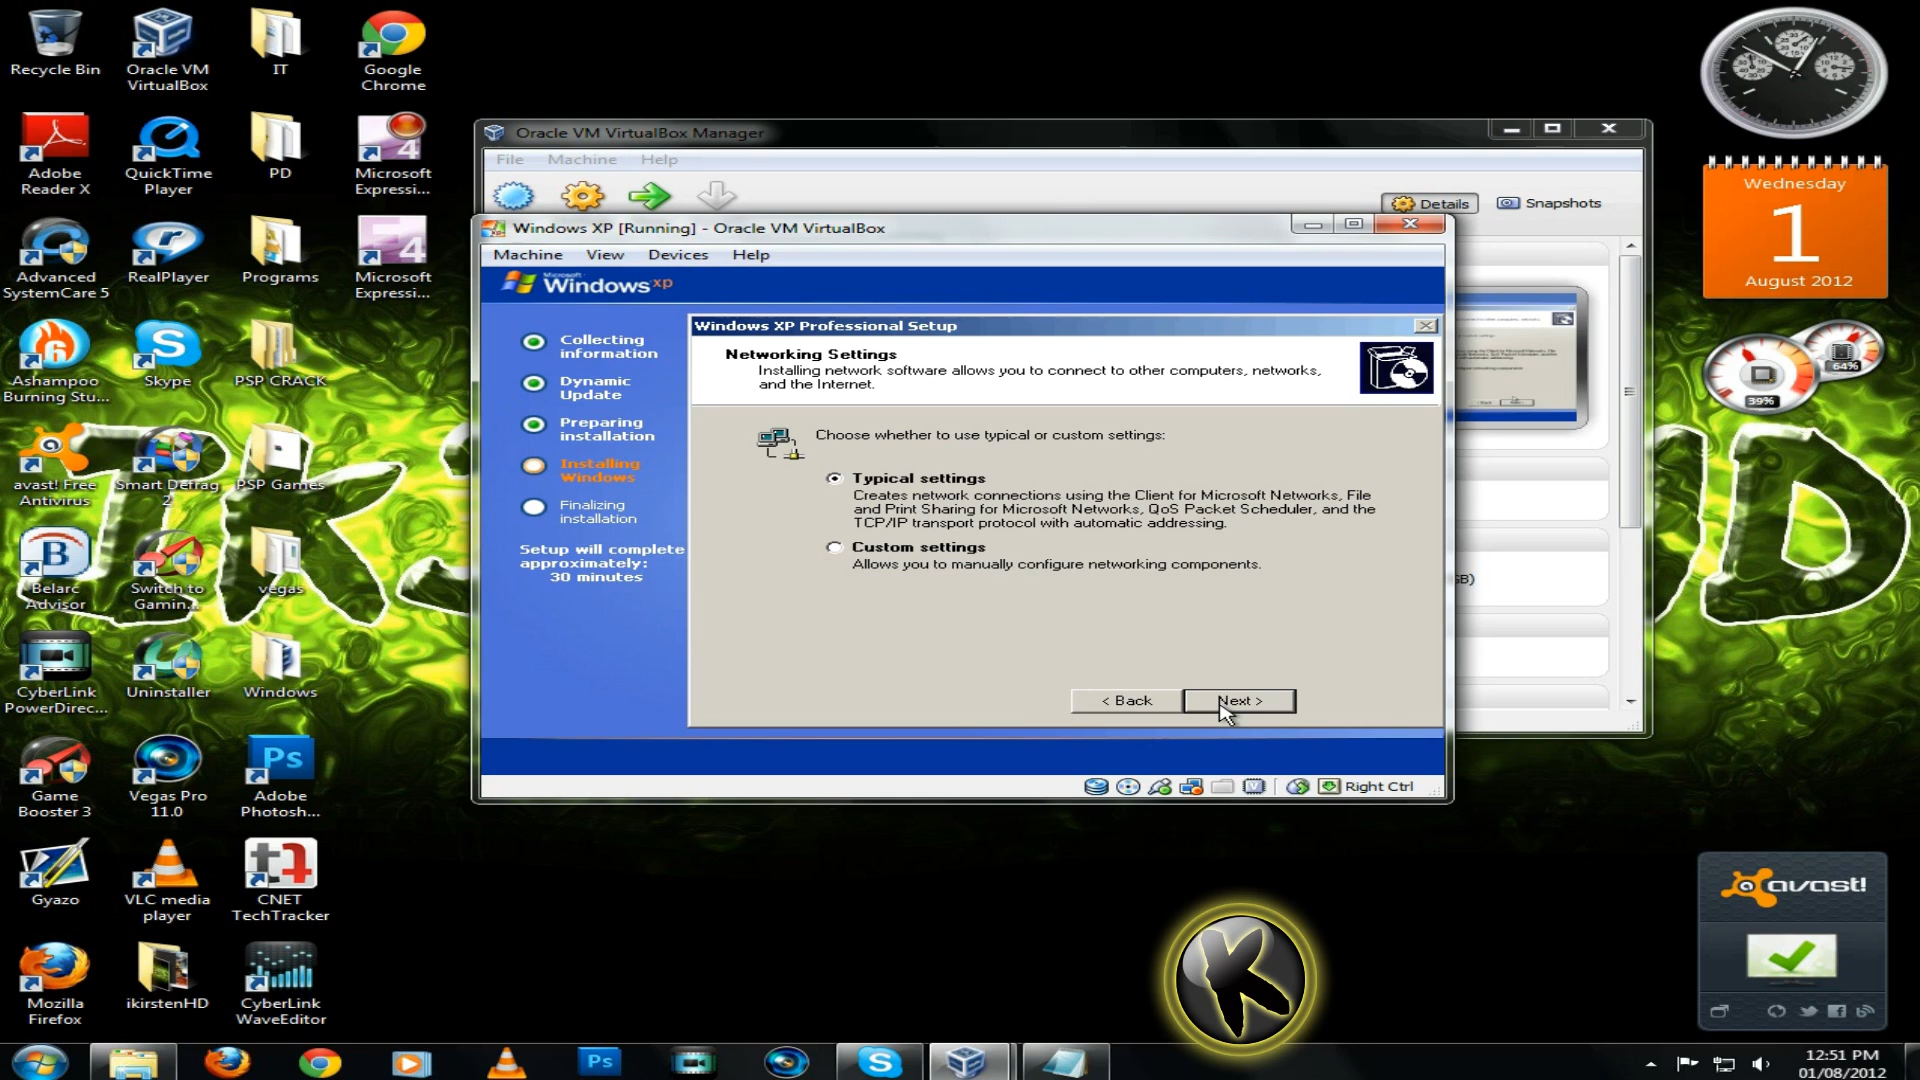 Recycle Bin
Oracle VM
VirtualBox
IT
Google
Chrome
Adobe
Reader X
QuickTime
Player
PD
Microsoft
Expressi...
Advanced
SystemCare 5
RealPlayer
Programs
Microsoft
Expressi...
Ashampoo
Burning Stu...
Skype
PSP CRACK
avast! Free
Antivirus
Smart Defrag
2
PSP Games
Belarc
Advisor
Switch to
Gamin...
vegas
CyberLink
PowerDirec...
Uninstaller
Windows
Game
Booster 3
Vegas Pro
11.0
Adobe
Photosh...
Gyazo
VLC media
player
CNET
TechTracker
Mozilla
Firefox
ikirstenHD
CyberLink
WaveEditor
Oracle VM VirtualBox Manager
File Machine Help
Details
Snapshots
Windows XP [Running] - Oracle VM VirtualBox
Machine View Devices Help
Microsoft
Windows xp
Collecting
information
Dynamic
Update
Preparing
installation
Installing
Windows
Finalizing
installation
Setup will complete
approximately:
30 minutes
Windows XP Professional Setup
Networking Settings
Installing network software allows you to connect to other computers, networks,
and the Internet.
Choose whether to use typical or custom settings:
Typical settings
Creates network connections using the Client for Microsoft Networks, File
and Print Sharing for Microsoft Networks, QoS Packet Scheduler, and the
TCP/IP transport protocol with automatic addressing.
Custom settings
Allows you to manually configure networking components.
< Back
Next >
Right Ctrl
GB)
Wednesday
1
August 2012
64%
39%
avast!
K
Ps
12:51 PM
01/08/2012